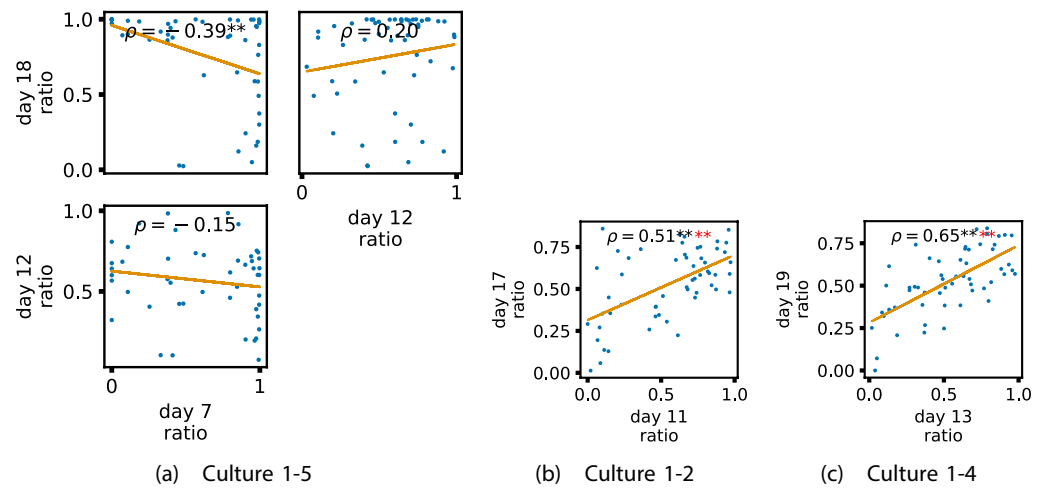 ρ = − 0.39**
ρ = 0.20
1.0
0.5
0.0
day 18
ratio
0
1
day 12
ratio
ρ = − 0.15
1.0
0.5
day 12
ratio
0
1
day 7
ratio
(a) Culture 1-5
ρ = 0.51****
0.75
0.50
0.25
0.00
day 17
ratio
0.0
0.5
1.0
day 11
ratio
(b) Culture 1-2
ρ = 0.65****
0.75
0.50
0.25
0.00
day 19
ratio
0.0
0.5
1.0
day 13
ratio
(c) Culture 1-4